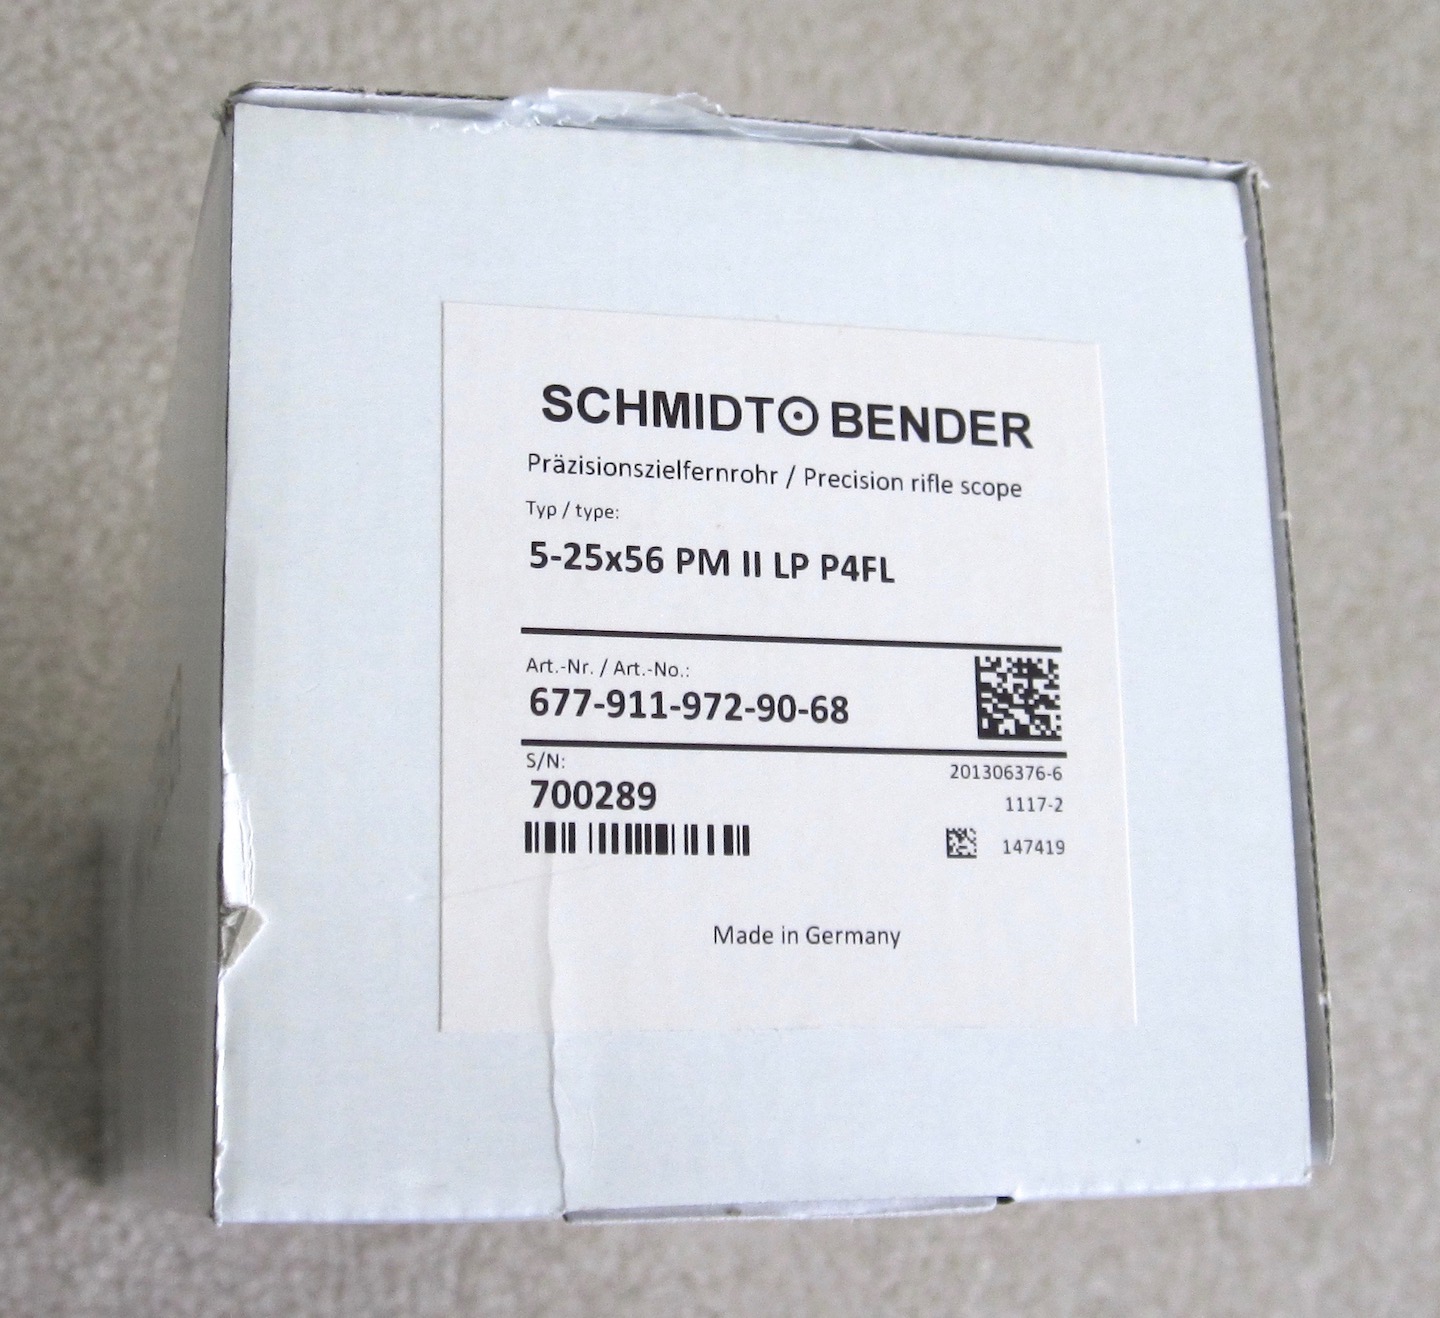 SCHMIDT BENDER
Präzisionszielfernrohr / Precision rifle scope
Typ / type:
5-25x56 PM II LP P4FL
Art.-Nr. / Art.-No.:
677-911-972-90-68
S/N:
700289
201306376-6
1117-2
147419
Made in Germany